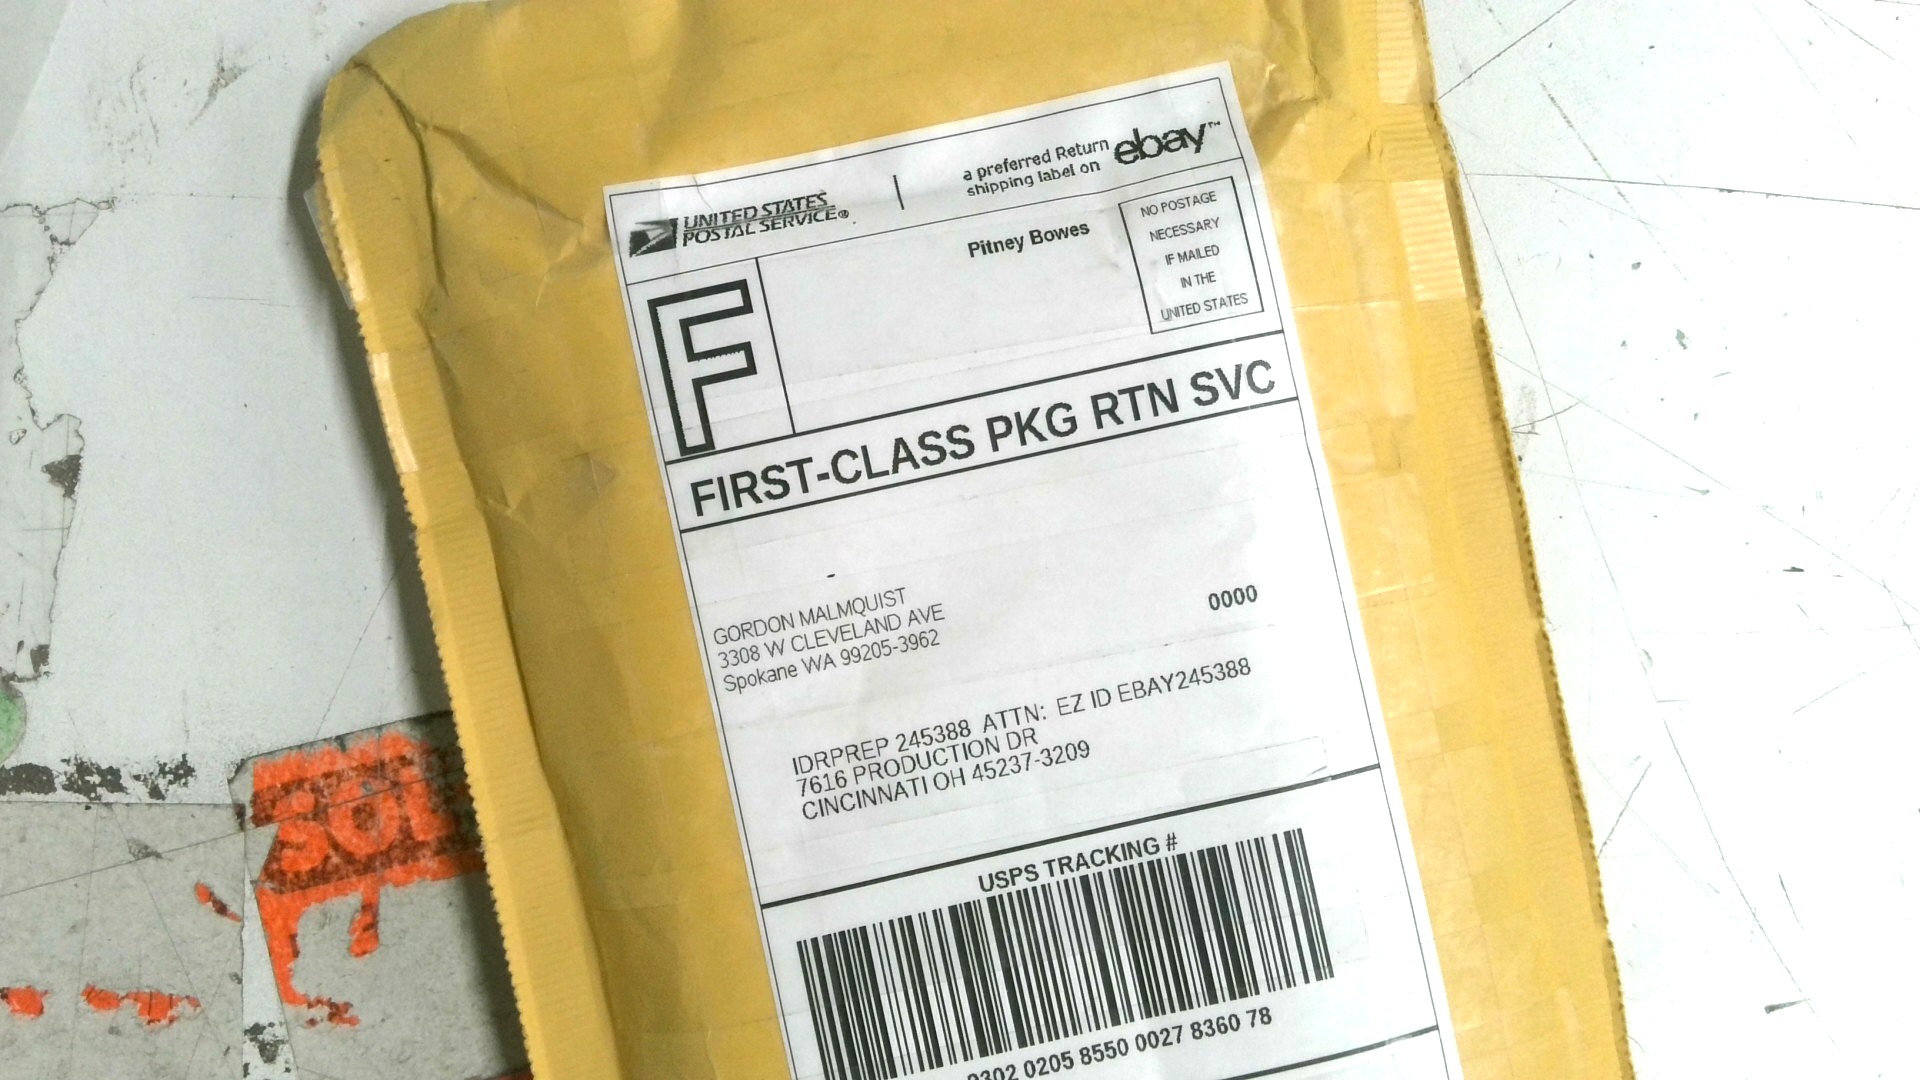 UNITED STATES
POSTAL SERVICE®
a preferred Return
shipping label on
ebay™
Pitney Bowes
NO POSTAGE
NECESSARY
IF MAILED
IN THE
UNITED STATES
F
FIRST-CLASS PKG RTN SVC
GORDON MALMQUIST
3308 W CLEVELAND AVE
Spokane WA 99205-3962
0000
IDRPREP 245388 ATTN: EZ ID EBAY245388
7616 PRODUCTION DR
CINCINNATI OH 45237-3209
USPS TRACKING #
0205 8550 0027 8360 78